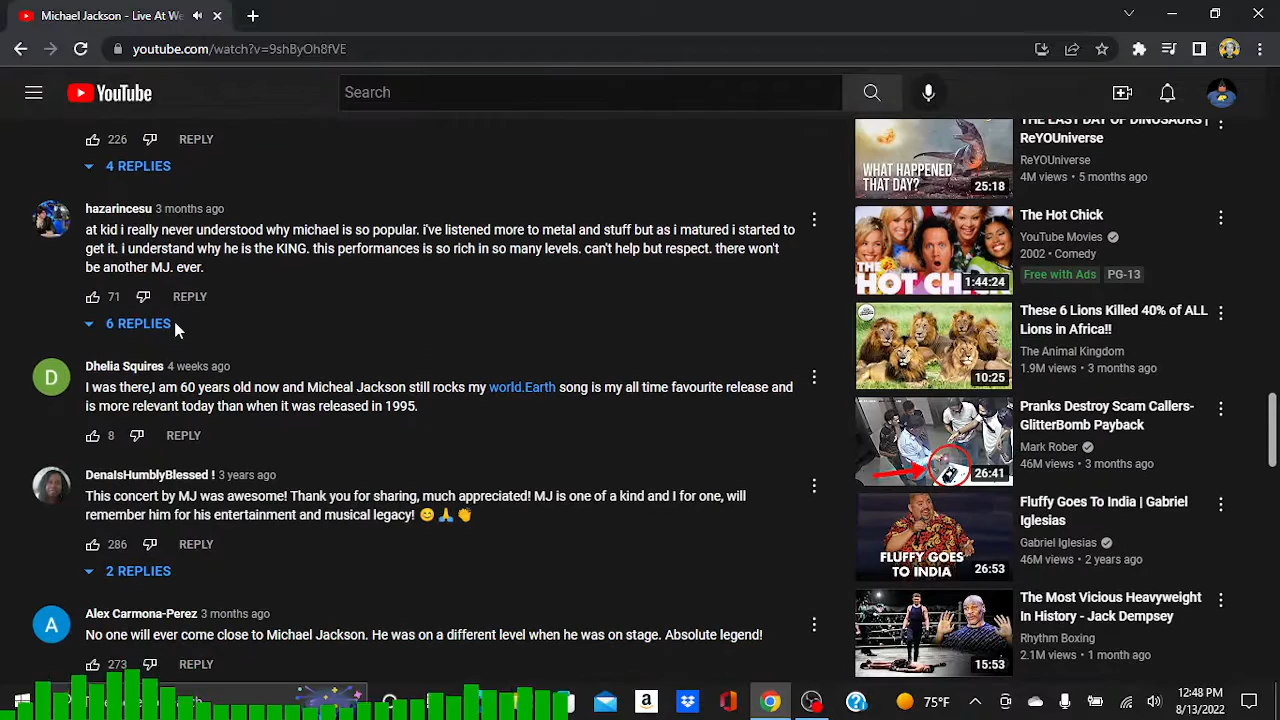 Michael Jackson - Live At We
youtube.com/watch?v=9shByOh8fVE
YouTube
Search
226 REPLY
4 REPLIES
hazarincesu 3 months ago
at kid i really never understood why michael is so popular. i've listened more to metal and stuff but as i matured i started to
get it. i understand why he is the KING. this performances is so rich in so many levels. can't help but respect. there won't
be another MJ. ever.
71 REPLY
6 REPLIES
D
Dhelia Squires 4 weeks ago
I was there,I am 60 years old now and Micheal Jackson still rocks my world.Earth song is my all time favourite release and
is more relevant today than when it was released in 1995.
8 REPLY
DenaIsHumblyBlessed ! 3 years ago
This concert by MJ was awesome! Thank you for sharing, much appreciated! MJ is one of a kind and I for one, will
remember him for his entertainment and musical legacy! 😊 🙏 👏
286 REPLY
2 REPLIES
A
Alex Carmona-Perez 3 months ago
No one will ever come close to Michael Jackson. He was on a different level when he was on stage. Absolute legend!
273 REPLY
WHAT HAPPENED
THAT DAY?
25:18
THE LAST DAY OF DINOSAURS |
ReYOUniverse
ReYOUniverse
4M views • 5 months ago
THE
HOT CHICK
1:44:24
The Hot Chick
YouTube Movies
2002 • Comedy
Free with Ads PG-13
10:25
These 6 Lions Killed 40% of ALL
Lions in Africa!!
The Animal Kingdom
1.9M views • 3 months ago
26:41
Pranks Destroy Scam Callers-
GlitterBomb Payback
Mark Rober
46M views • 3 months ago
FLUFFY GOES
TO INDIA
26:53
Fluffy Goes To India | Gabriel
Iglesias
Gabriel Iglesias
46M views • 2 years ago
15:53
The Most Vicious Heavyweight
In History - Jack Dempsey
Rhythm Boxing
2.1M views • 1 month ago
a
75°F
12:48 PM
8/13/2022